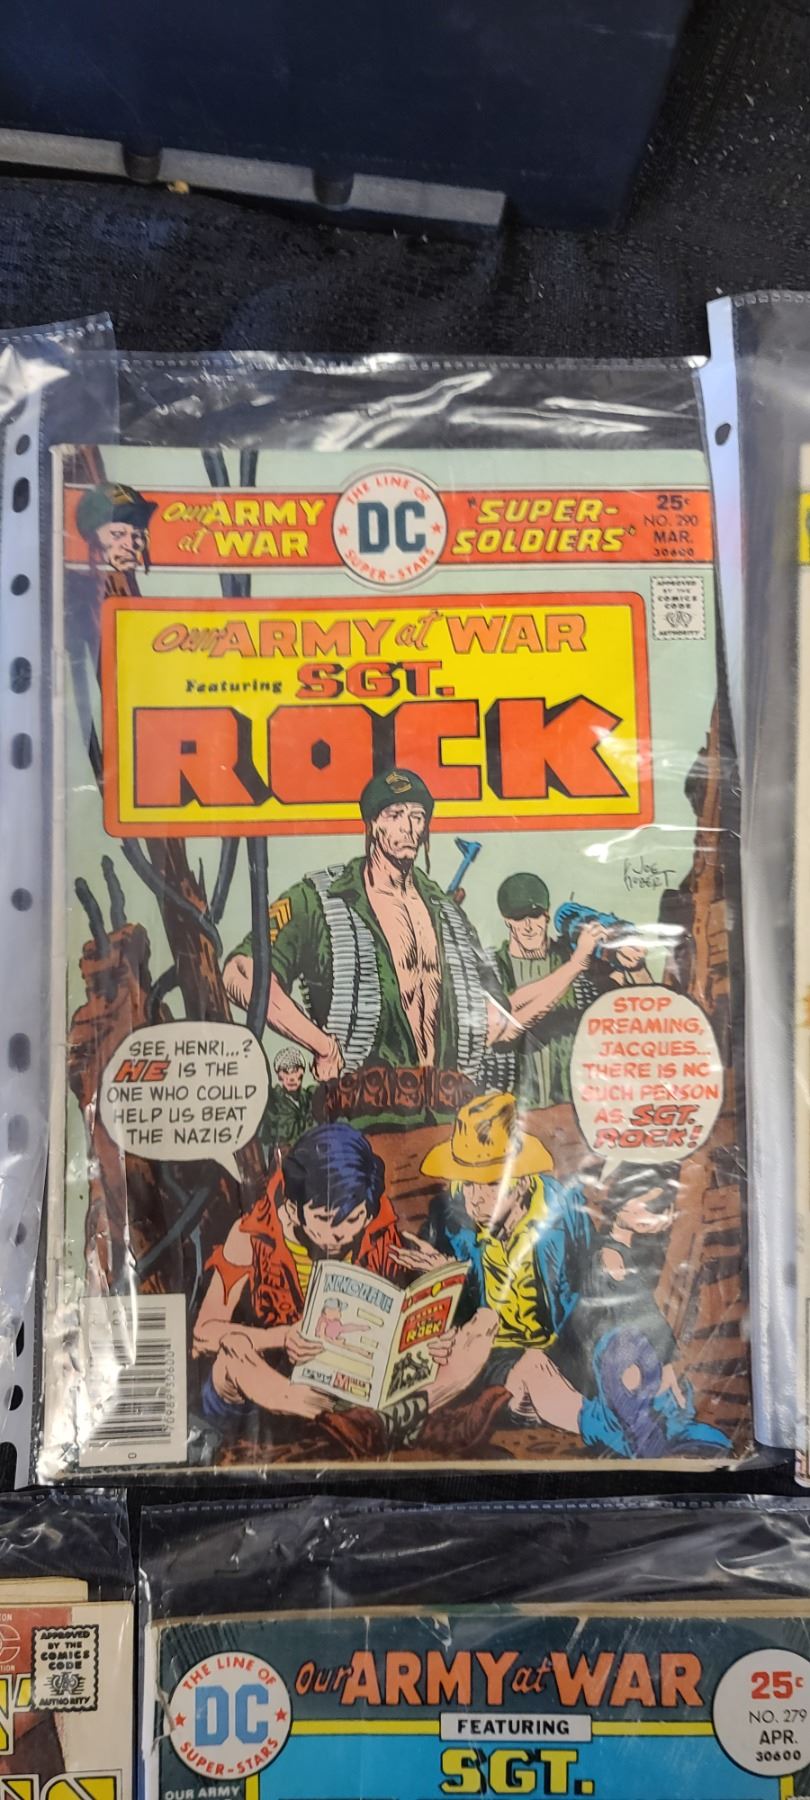 Our ARMY at WAR
THE LINE OF
DC
SUPER-STARS
"SUPER-
SOLDIERS"
25¢
NO. 290
MAR.
30600
APPROVED
BY THE
COMICS
CODE
AUTHORITY
Our ARMY at WAR
Featuring SGT.
ROCK
JOE
KUBERT
SEE, HENRI...?
HE IS THE
ONE WHO COULD
HELP US BEAT
THE NAZIS!
STOP
DREAMING,
JACQUES...
THERE IS NO
SUCH PERSON
AS SGT.
ROCK!
ROCK
APPROVED
BY THE
COMICS
CODE
AUTHORITY
THE LINE OF
DC
SUPER-STARS
Our ARMY at WAR
FEATURING
SGT.
25¢
NO. 279
APR.
30600
OUR ARMY